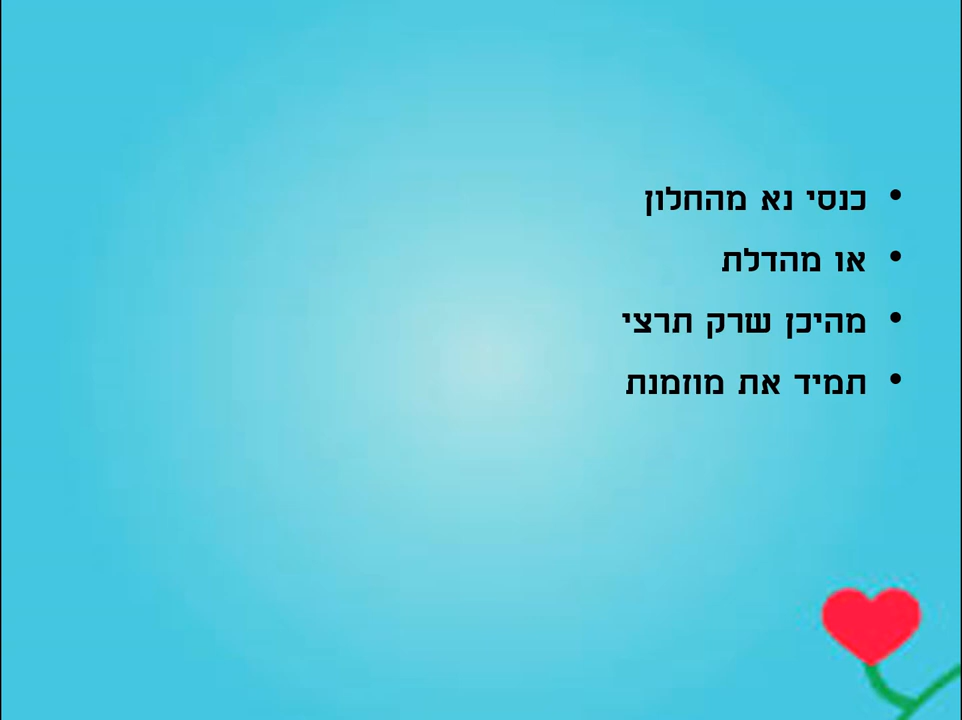 • כנסי נא מהחלון
• או מהדלת
• מהיכן שרק תרצי
• תמיד את מוזמנת